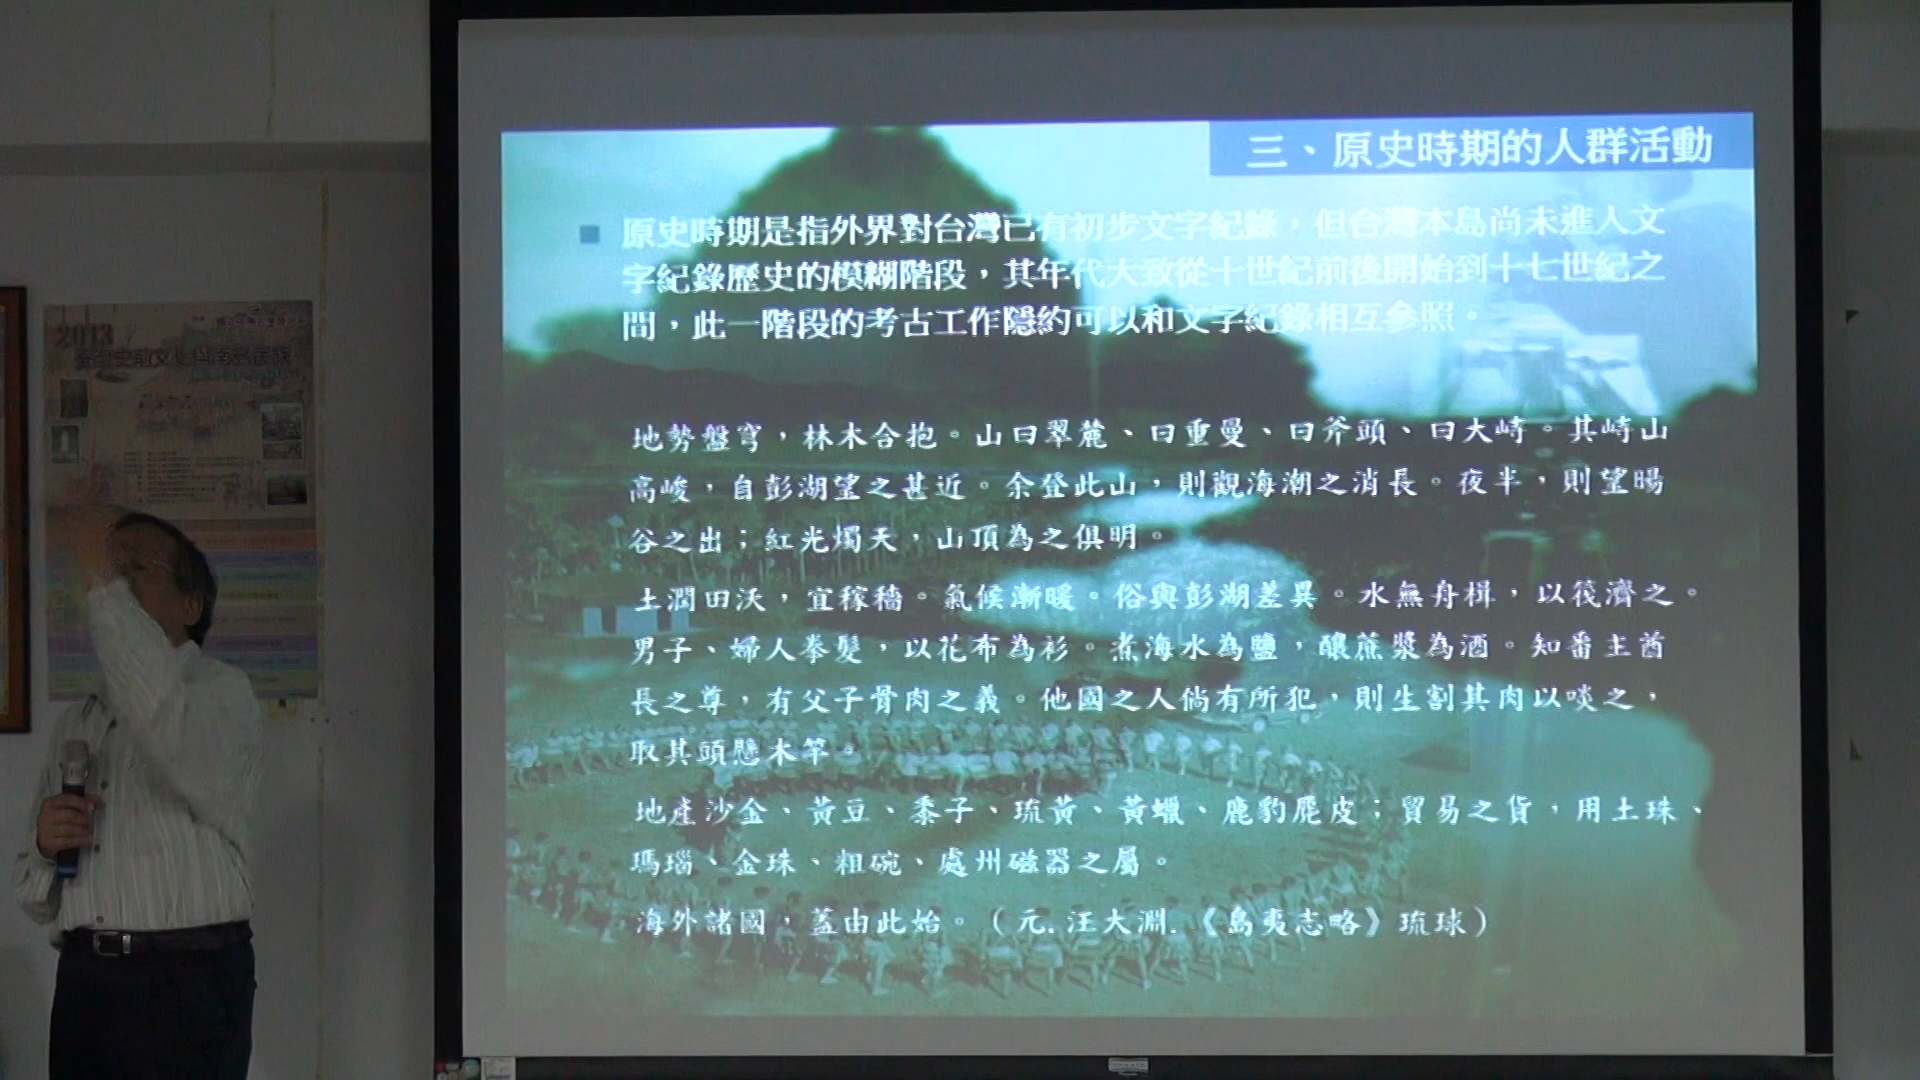 三、原史時期的人群活動
原史時期是指外界對台灣已有初步文字紀錄，但台灣本島尚未進入文
字紀錄歷史的模糊階段，其年代大致從十世紀前後開始到十七世紀之
間，此一階段的考古工作隱約可以和文字紀錄相互參照。
地勢盤穹，林木合抱。山曰翠麓、曰重曼、曰斧頭、曰大崎。其崎山
高峻，自彭湖望之甚近。余登此山，則觀海潮之消長。夜半，則望暘
谷之出；紅光燭天，山頂為之俱明。
土潤田沃，宜稼穡。氣候漸暖。俗與彭湖差異。水無舟楫，以筏濟之。
男子、婦人拳髮，以花布為衫。煮海水為鹽，釀蔗漿為酒。知番主酋
長之尊，有父子骨肉之義。他國之人倘有所犯，則生割其肉以啖之，
取其頭懸木竿。
地產沙金、黃豆、黍子、琉黃、黃蠟、鹿豹麂皮；貿易之貨，用土珠、
瑪瑙、金珠、粗碗、處州磁器之屬。
海外諸國，蓋由此始。（元.汪大淵.《島夷志略》琉球）
2013